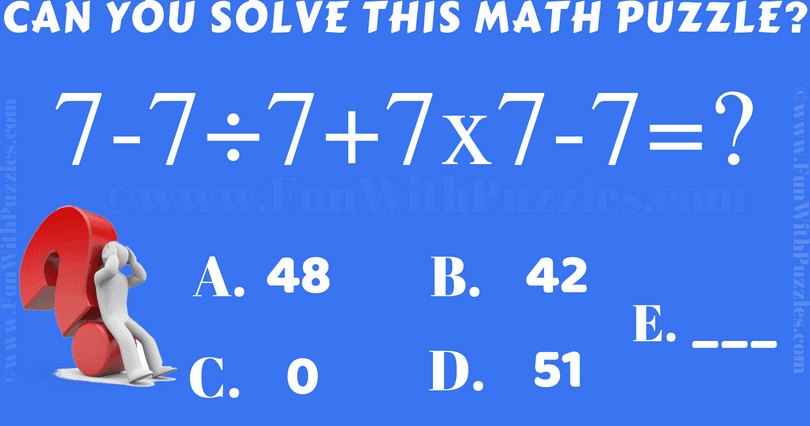 CAN YOU SOLVE THIS MATH PUZZLE?
7-7÷7+7x7-7=?
©www.FunWithPuzzles.com
©www.FunWithPuzzles.com
©www.FunWithPuzzles.com
A. 48
B. 42
C. 0
D. 51
E. ___